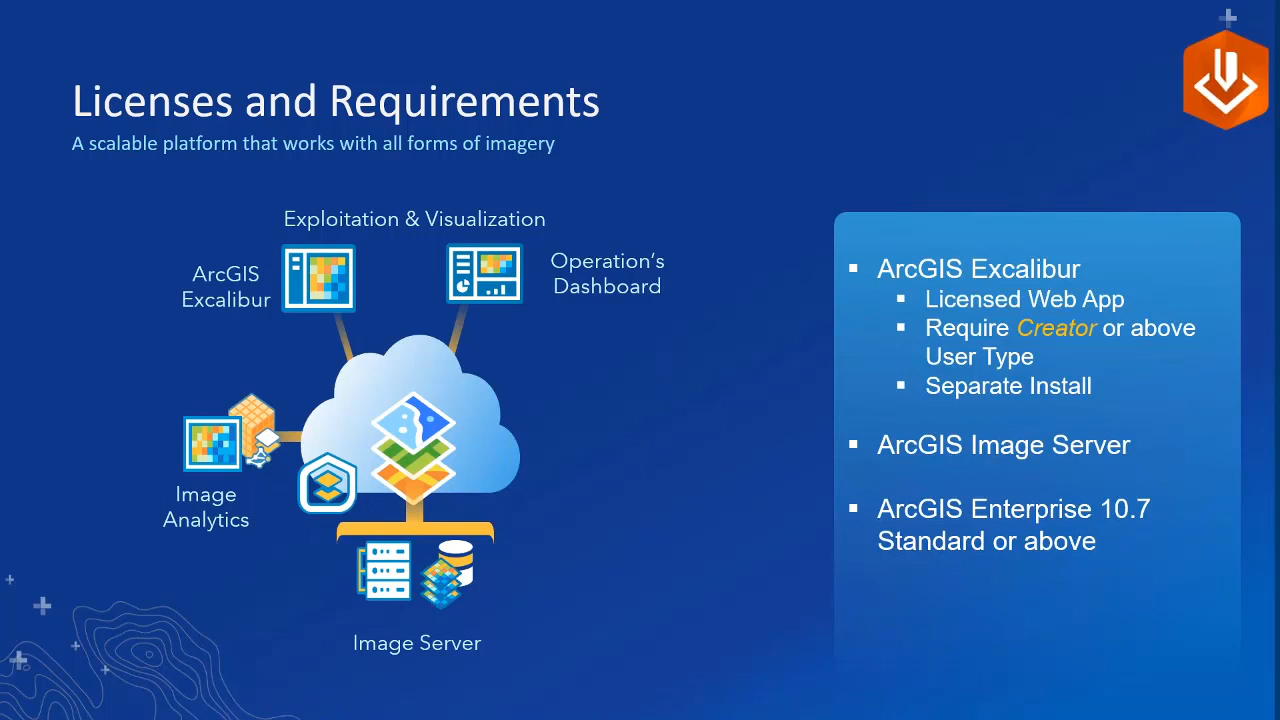 Licenses and Requirements
A scalable platform that works with all forms of imagery
Exploitation & Visualization
ArcGIS
Excalibur
Operation's
Dashboard
Image
Analytics
Image Server
ArcGIS Excalibur
Licensed Web App
Require Creator or above
User Type
Separate Install
ArcGIS Image Server
ArcGIS Enterprise 10.7
Standard or above